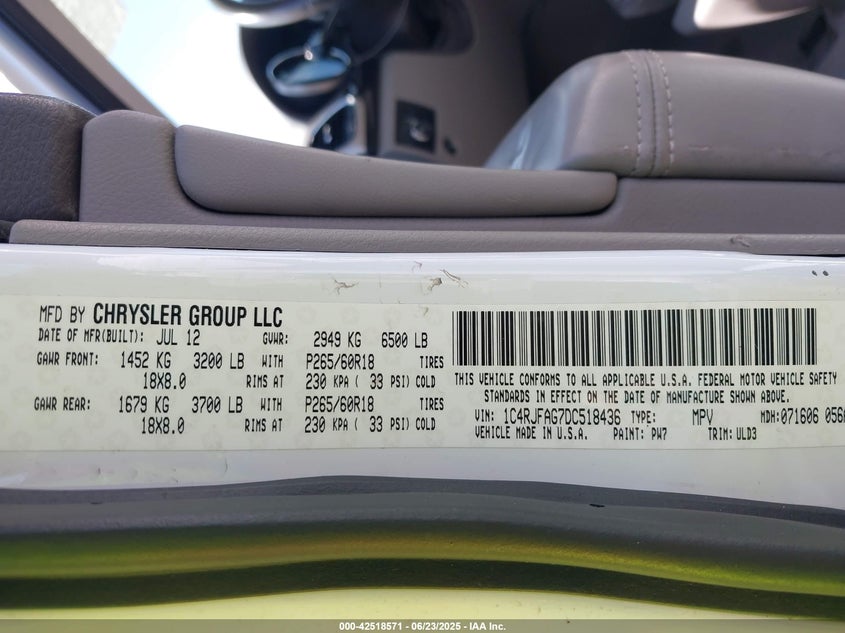 MFD BY CHRYSLER GROUP LLC
DATE OF MFR(BUILT): JUL 12 GVWR: 2949 KG 6500 LB
GAWR FRONT: 1452 KG 3200 LB WITH P265/60R18 TIRES
18X8.0 RIMS AT 230 KPA ( 33 PSI) COLD
GAWR REAR: 1679 KG 3700 LB WITH P265/60R18 TIRES
18X8.0 RIMS AT 230 KPA ( 33 PSI) COLD
THIS VEHICLE CONFORMS TO ALL APPLICABLE U.S.A. FEDERAL MOTOR VEHICLE SAFETY
STANDARDS IN EFFECT ON THE DATE OF MANUFACTURE SHOWN ABOVE.
VIN: 1C4RJFAG7DC518436 TYPE: MPV MDH:071606
VEHICLE MADE IN U.S.A. PAINT: PW7 TRIM: ULD3
000-42518571 - 06/23/2025 - IAA Inc.